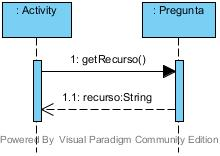 : Activity
: Pregunta
1: getRecurso()
1.1: recurso:String
Powered By Visual Paradigm Community Edition